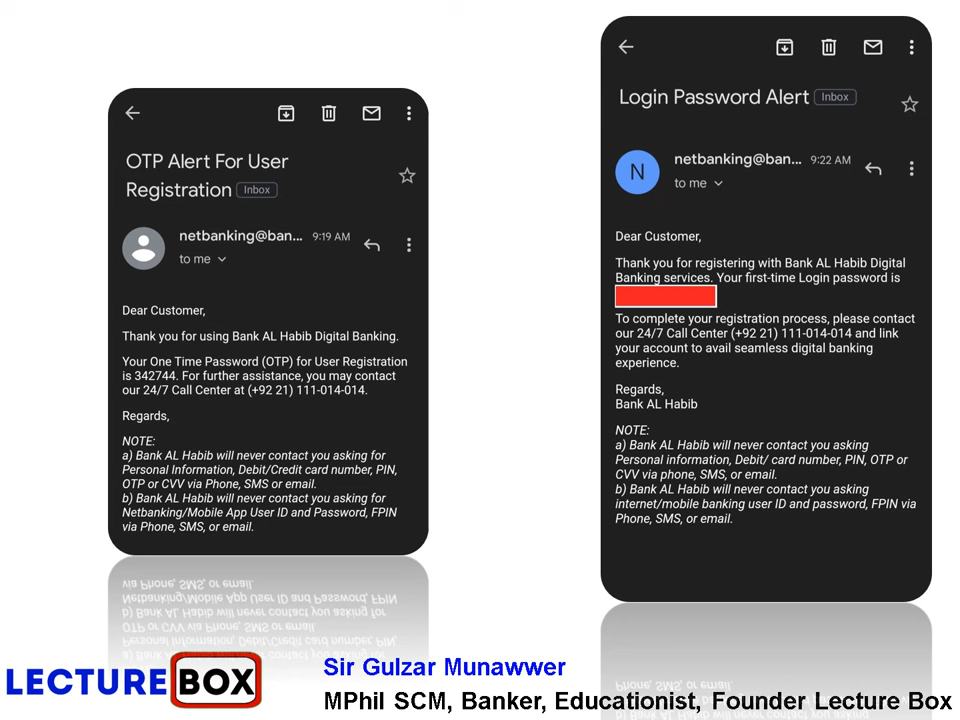 OTP Alert For User
Registration Inbox
netbanking@ban... 9:19 AM
to me
Dear Customer,
Thank you for using Bank AL Habib Digital Banking.
Your One Time Password (OTP) for User Registration
is 342744. For further assistance, you may contact
our 24/7 Call Center at (+92 21) 111-014-014.
Regards,
NOTE:
a) Bank AL Habib will never contact you asking for
Personal Information, Debit/Credit card number, PIN,
OTP or CVV via Phone, SMS or email.
b) Bank AL Habib will never contact you asking for
Netbanking/Mobile App User ID and Password, FPIN
via Phone, SMS, or email.
Login Password Alert Inbox
N
netbanking@ban... 9:22 AM
to me
Dear Customer,
Thank you for registering with Bank AL Habib Digital
Banking services. Your first-time Login password is
To complete your registration process, please contact
our 24/7 Call Center (+92 21) 111-014-014 and link
your account to avail seamless digital banking
experience.
Regards,
Bank AL Habib
NOTE:
a) Bank AL Habib will never contact you asking
Personal information, Debit/ card number, PIN, OTP or
CVV via phone, SMS, or email.
b) Bank AL Habib will never contact you asking
internet/mobile banking user ID and password, FPIN via
Phone, SMS, or email.
LECTURE BOX
Sir Gulzar Munawwer
MPhil SCM, Banker, Educationist, Founder Lecture Box